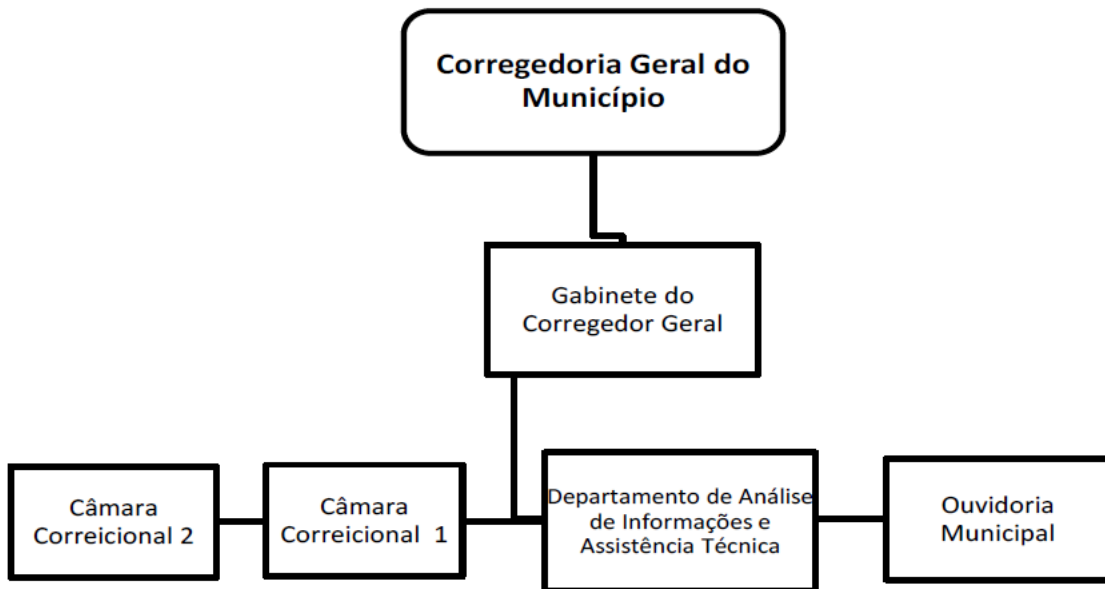 Corregedoria Geral do
Município
Gabinete do
Corregedor Geral
Câmara
Correicional 2
Câmara
Correicional 1
Departamento de Análise
de Informações e
Assistência Técnica
Ouvidoria
Municipal